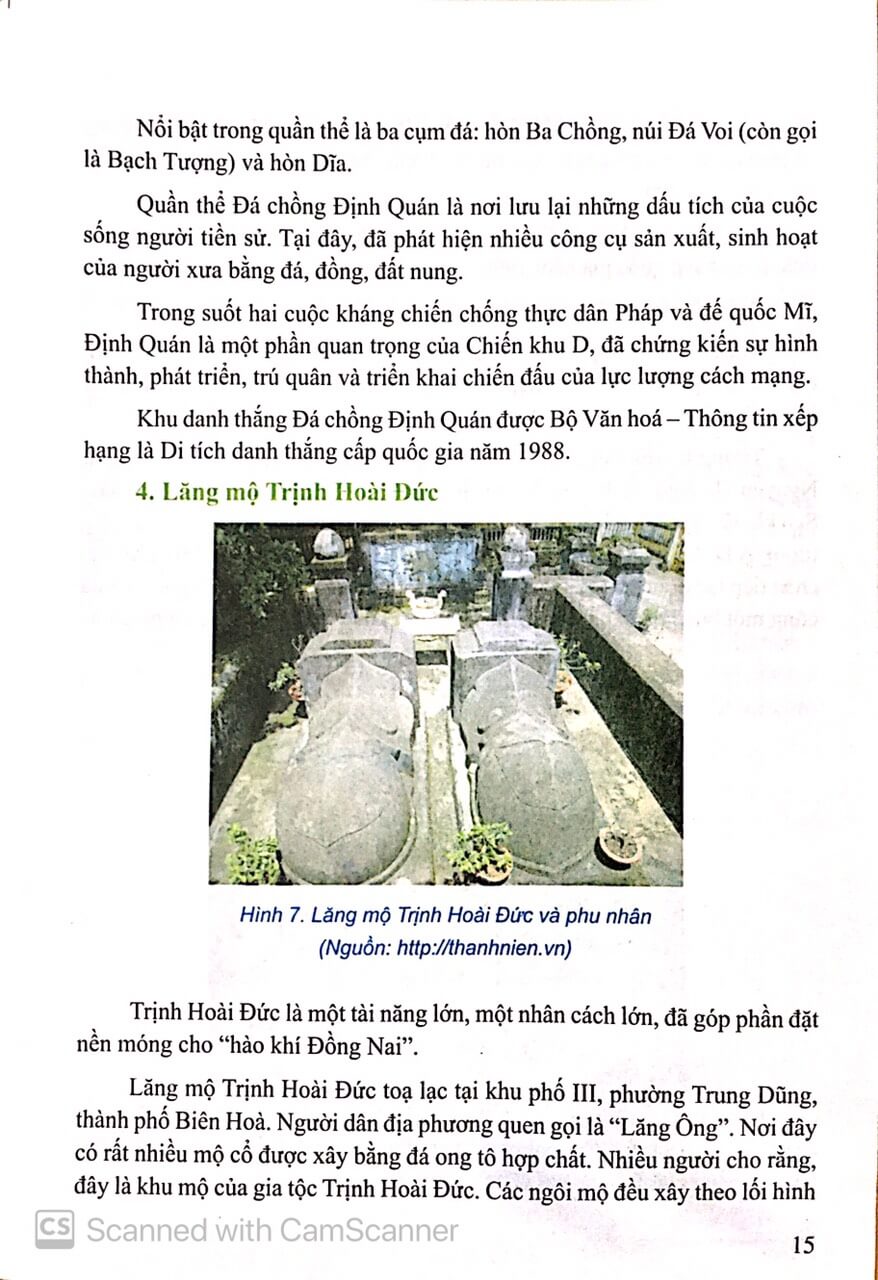 Nổi bật trong quần thể là ba cụm đá: hòn Ba Chồng, núi Đá Voi (còn gọi
là Bạch Tượng) và hòn Dĩa.
Quần thể Đá chồng Định Quán là nơi lưu lại những dấu tích của cuộc
sống người tiền sử. Tại đây, đã phát hiện nhiều công cụ sản xuất, sinh hoạt
của người xưa bằng đá, đồng, đất nung.
Trong suốt hai cuộc kháng chiến chống thực dân Pháp và đế quốc Mĩ,
Định Quán là một phần quan trọng của Chiến khu D, đã chứng kiến sự hình
thành, phát triển, trú quân và triển khai chiến đấu của lực lượng cách mạng.
Khu danh thắng Đá chồng Định Quán được Bộ Văn hoá – Thông tin xếp
hạng là Di tích danh thắng cấp quốc gia năm 1988.
4. Lăng mộ Trịnh Hoài Đức
Hình 7. Lăng mộ Trịnh Hoài Đức và phu nhân
(Nguồn: http://thanhnien.vn)
Trịnh Hoài Đức là một tài năng lớn, một nhân cách lớn, đã góp phần đặt
nền móng cho “hào khí Đồng Nai”.
Lăng mộ Trịnh Hoài Đức toạ lạc tại khu phố III, phường Trung Dũng,
thành phố Biên Hoà. Người dân địa phương quen gọi là “Lăng Ông”. Nơi đây
có rất nhiều mộ cổ được xây bằng đá ong tô hợp chất. Nhiều người cho rằng,
đây là khu mộ của gia tộc Trịnh Hoài Đức. Các ngôi mộ đều xây theo lối hình
CS Scanned with CamScanner
15